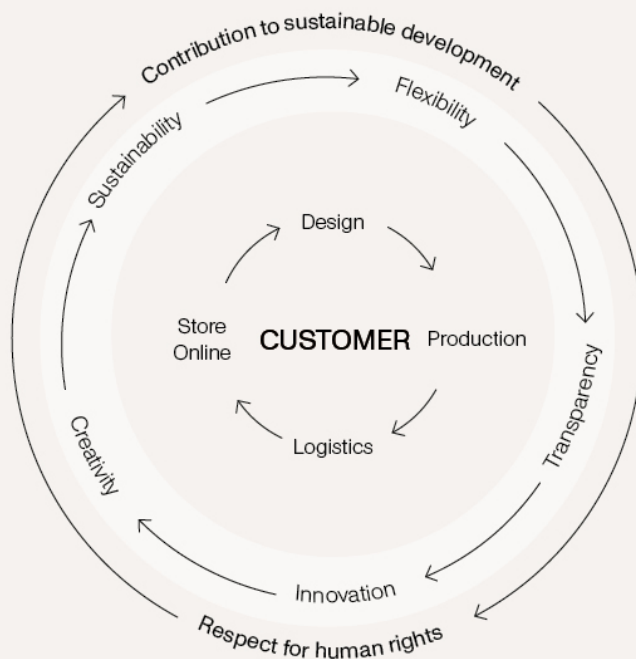 Contribution to sustainable development
Sustainability
Flexibility
Design
Store
Online
CUSTOMER
Production
Logistics
Creativity
Transparency
Innovation
Respect for human rights